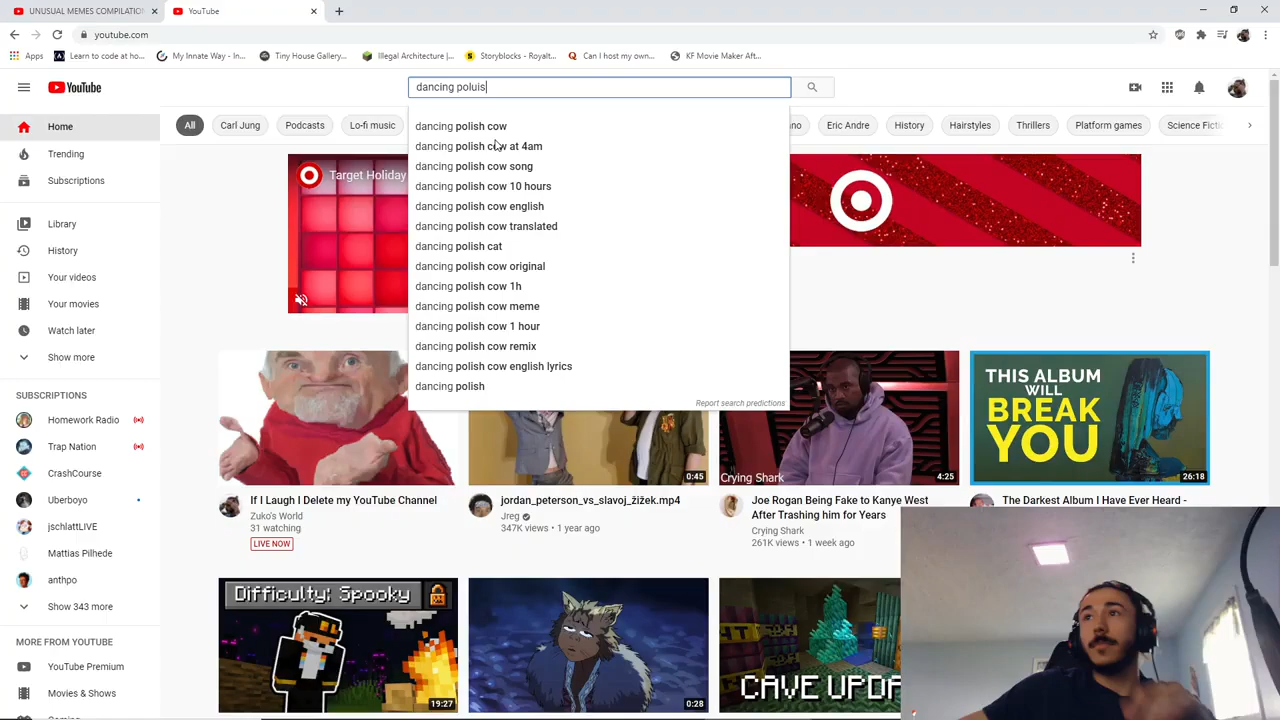 UNUSUAL MEMES COMPILATION
YouTube
youtube.com
Apps
Learn to code at ho...
My Innate Way - In...
Tiny House Gallery...
Illegal Architecture |...
Storyblocks - Royalt...
Can I host my own...
KF Movie Maker Aft...
YouTube
dancing poluis
All
Carl Jung
Podcasts
Lo-fi music
Eric Andre
History
Hairstyles
Thrillers
Platform games
dancing polish cow
dancing polish cow at 4am
dancing polish cow song
dancing polish cow 10 hours
dancing polish cow english
dancing polish cow translated
dancing polish cat
dancing polish cow original
dancing polish cow 1h
dancing polish cow meme
dancing polish cow 1 hour
dancing polish cow remix
dancing polish cow english lyrics
dancing polish
Report search predictions
Home
Trending
Subscriptions
Library
History
Your videos
Your movies
Watch later
Show more
SUBSCRIPTIONS
Homework Radio
Trap Nation
CrashCourse
Uberboyo
jschlattLIVE
Mattias Pilhede
anthpo
Show 343 more
MORE FROM YOUTUBE
YouTube Premium
Movies & Shows
Target Holiday
If I Laugh I Delete my YouTube Channel
Zuko's World
31 watching
LIVE NOW
0:45
jordan_peterson_vs_slavoj_žižek.mp4
Jreg
347K views • 1 year ago
Crying Shark
4:25
Joe Rogan Being Fake to Kanye West
After Trashing him for Years
Crying Shark
261K views • 1 week ago
THIS ALBUM
WILL
BREAK
YOU
26:18
The Darkest Album I Have Ever Heard -
Difficulty: Spooky
19:27
0:28
CAVE UPDA